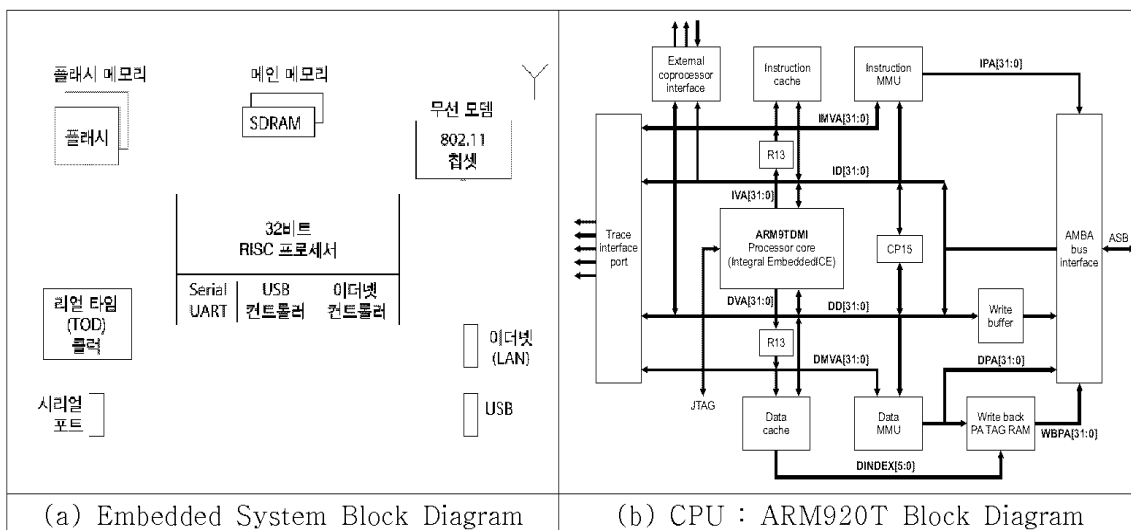 플래시 메모리
플래시
메인 메모리
SDRAM
무선 모뎀
802.11
칩셋
32비트
RISC 프로세서
Serial
UART
USB
컨트롤러
이더넷
컨트롤러
리얼 타임
(TOD)
클럭
시리얼
포트
이더넷
(LAN)
USB
(a) Embedded System Block Diagram
External
coprocessor
interface
Instruction
cache
Instruction
MMU
IPA[31:0]
IMVA[31:0]
R13
ID[31:0]
IVA[31:0]
Trace
interface
port
ARM9TDMI
Processor core
(Integral EmbeddedICE)
CP15
AMBA
bus
interface
ASB
DVA[31:0]
DD[31:0]
Write
buffer
R13
DMVA[31:0]
DPA[31:0]
JTAG
Data
cache
Data
MMU
Write back
PA TAG RAM
WBPA[31:0]
DINDEX[5:0]
(b) CPU : ARM920T Block Diagram